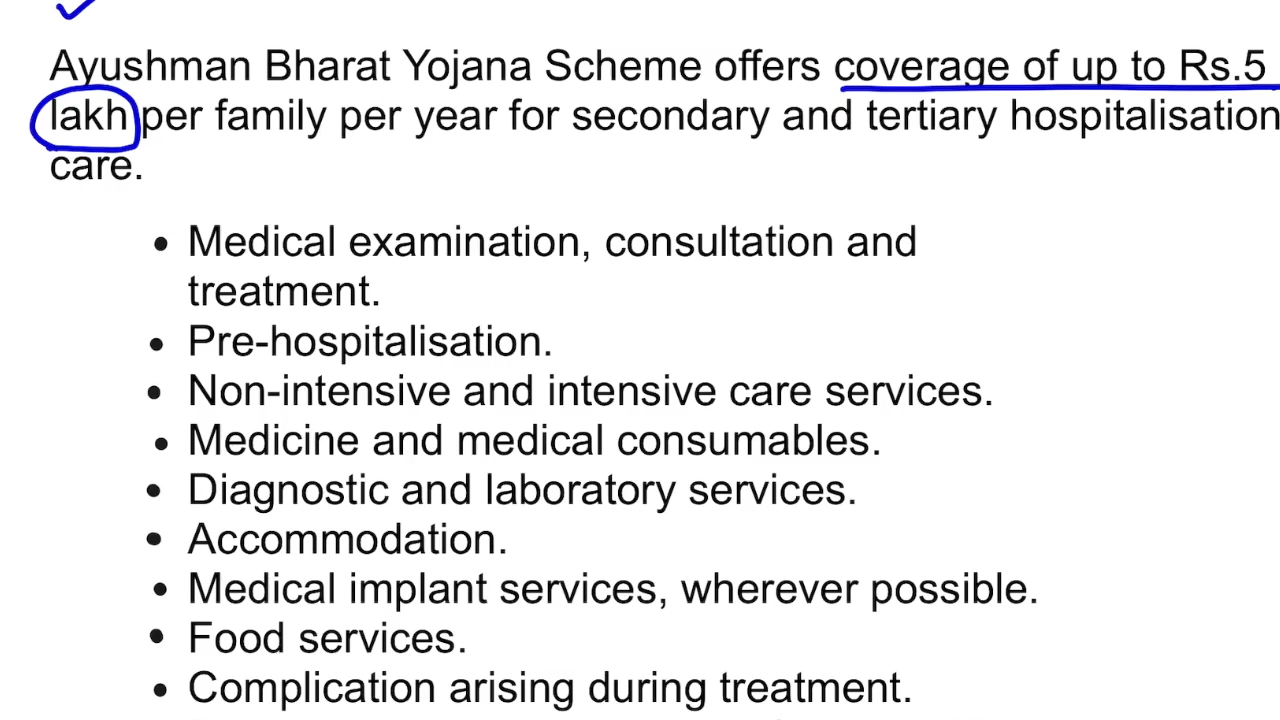 Ayushman Bharat Yojana Scheme offers coverage of up to Rs.5
lakh per family per year for secondary and tertiary hospitalisation
care.
• Medical examination, consultation and
treatment.
• Pre-hospitalisation.
• Non-intensive and intensive care services.
• Medicine and medical consumables.
• Diagnostic and laboratory services.
• Accommodation.
• Medical implant services, wherever possible.
• Food services.
• Complication arising during treatment.